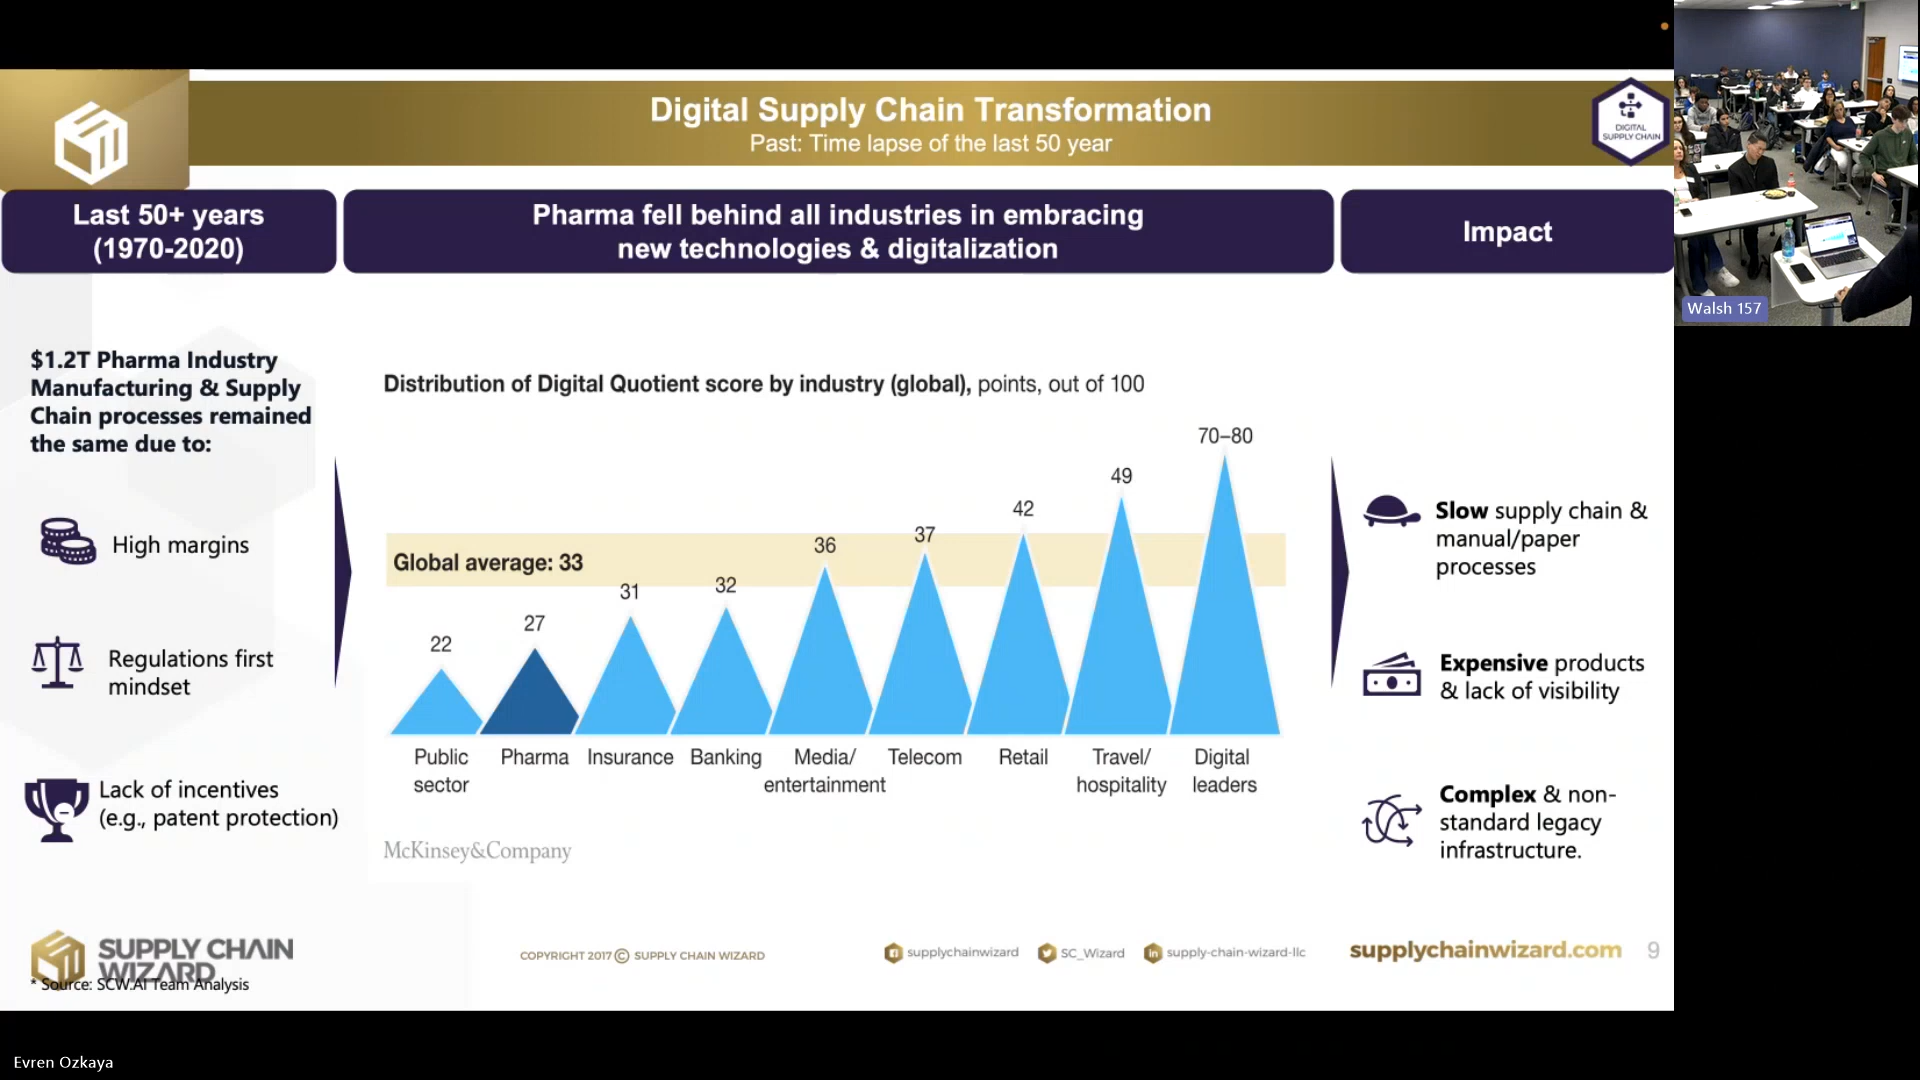 Digital Supply Chain Transformation
Past: Time lapse of the last 50 year
DIGITAL
SUPPLY CHAIN
Last 50+ years
(1970-2020)
Pharma fell behind all industries in embracing
new technologies & digitalization
Impact
Walsh 157
$1.2T Pharma Industry
Manufacturing & Supply
Chain processes remained
the same due to:
High margins
Regulations first
mindset
Lack of incentives
(e.g., patent protection)
Distribution of Digital Quotient score by industry (global), points, out of 100
Global average: 33
22
27
31
32
36
37
42
49
70–80
Public
sector
Pharma
Insurance
Banking
Media/
entertainment
Telecom
Retail
Travel/
hospitality
Digital
leaders
McKinsey&Company
Slow supply chain &
manual/paper
processes
Expensive products
& lack of visibility
Complex & non-
standard legacy
infrastructure.
SUPPLY CHAIN
WIZARD
* Source: SCW.AI Team Analysis
COPYRIGHT 2017 © SUPPLY CHAIN WIZARD
supplychainwizard
SC_Wizard
supply-chain-wizard-llc
supplychainwizard.com
9
Evren Ozkaya